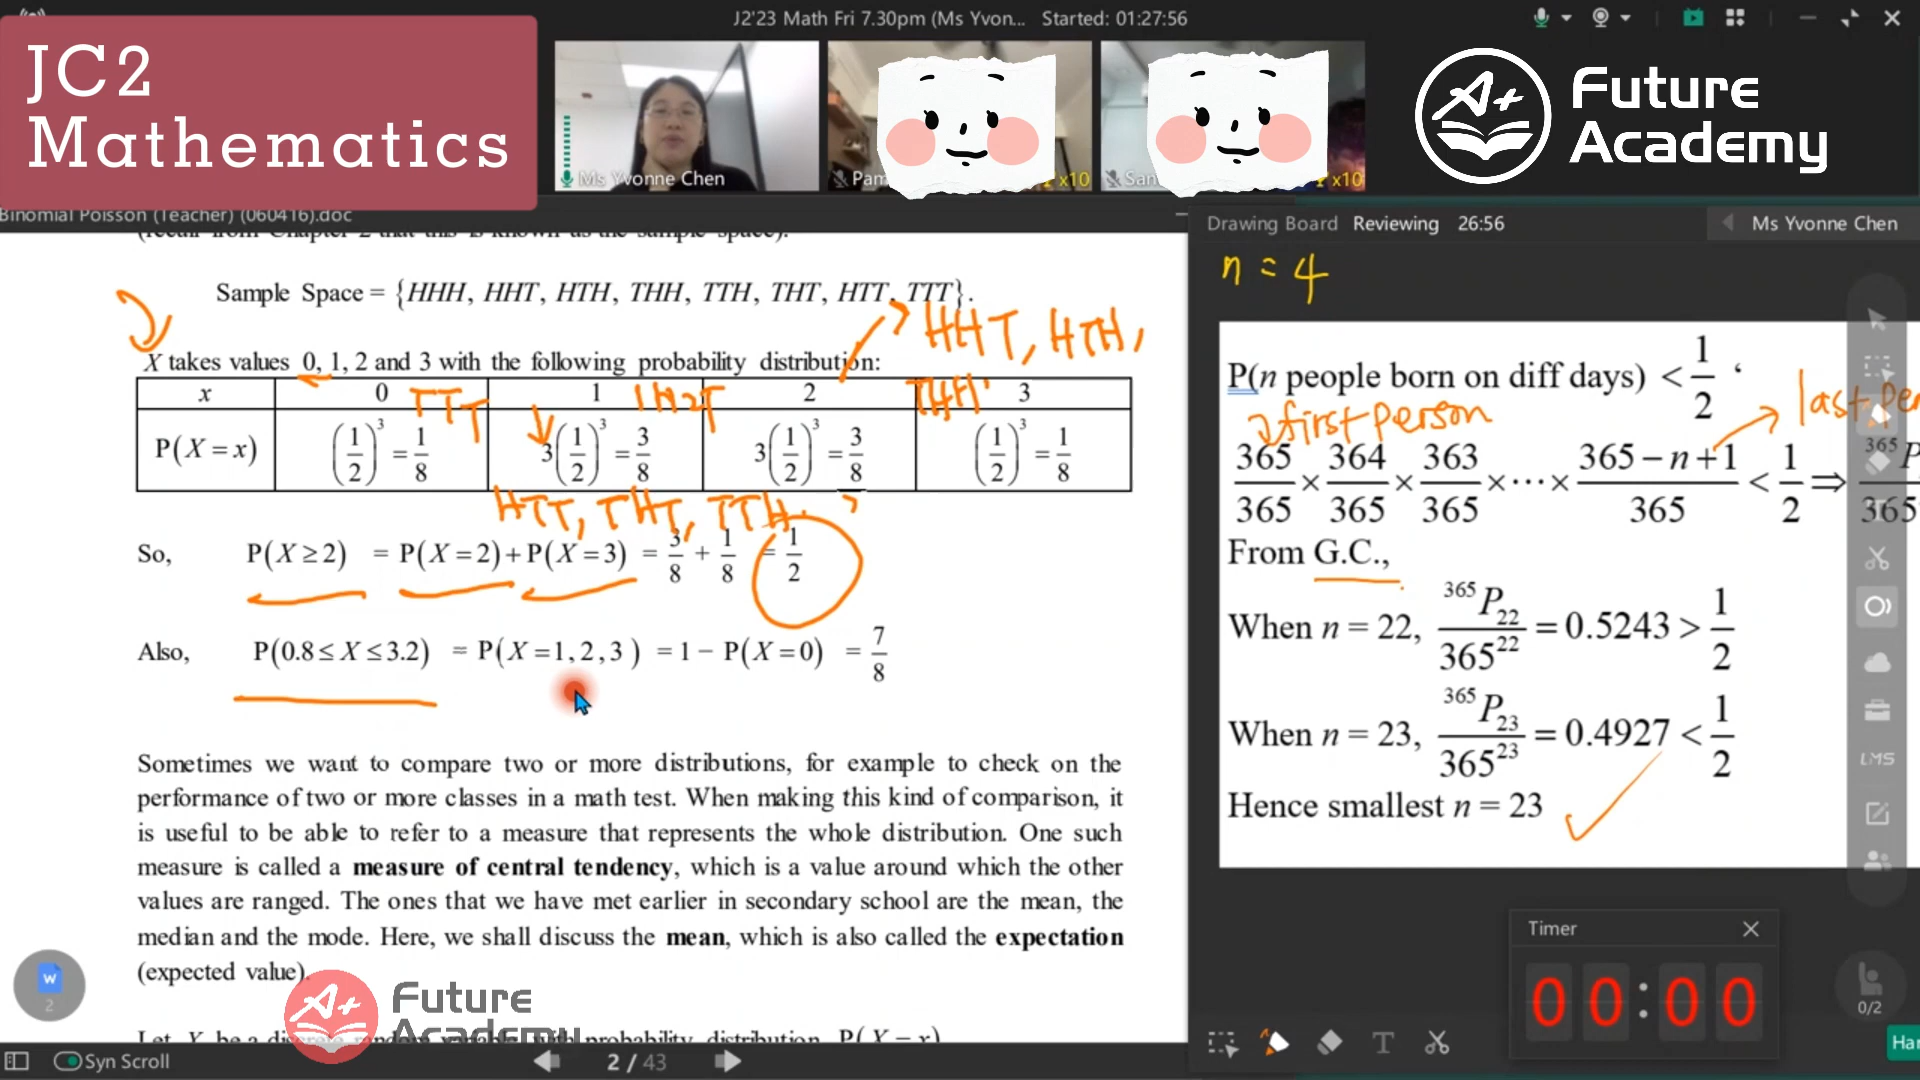 J2'23 Math Fri 7.30pm (Ms Yvon... Started: 01:27:56
JC2
Mathematics
Ms Yvonne Chen
Pam
x10
San
x10
A+
Future
Academy
Binomial Poisson (Teacher) (060416).doc
Sample Space = {HHH, HHT, HTH, THH, TTH, THT, HTT, TTT}.
HHT, HTH,
THH
X takes values 0, 1, 2 and 3 with the following probability distribution:
x 0 1 2 3
TTT
1H2T
P(X = x) (1/2)³ = 1/8 3(1/2)³ = 3/8 3(1/2)³ = 3/8 (1/2)³ = 1/8
HTT, THT, TTH
So, P(X ≥ 2) = P(X = 2) + P(X = 3) = 3/8 + 1/8 = 1/2
Also, P(0.8 ≤ X ≤ 3.2) = P(X = 1, 2, 3) = 1 − P(X = 0) = 7/8
Sometimes we want to compare two or more distributions, for example to check on the
performance of two or more classes in a math test. When making this kind of comparison, it
is useful to be able to refer to a measure that represents the whole distribution. One such
measure is called a measure of central tendency, which is a value around which the other
values are ranged. The ones that we have met earlier in secondary school are the mean, the
median and the mode. Here, we shall discuss the mean, which is also called the expectation
(expected value).
W
2
A+
Future
Academy
Syn Scroll
2 / 43
Drawing Board Reviewing 26:56
Ms Yvonne Chen
n = 4
P(n people born on diff days) < 1/2
first person
last per
365/365 × 364/365 × 363/365 × ⋯ × (365 − n + 1)/365 < 1/2 ⇒ ³⁶⁵P/365
From G.C.,
When n = 22, ³⁶⁵P₂₂/365²² = 0.5243 > 1/2
When n = 23, ³⁶⁵P₂₃/365²³ = 0.4927 < 1/2
Hence smallest n = 23
LMS
Timer
00:00
0/2
T
Han